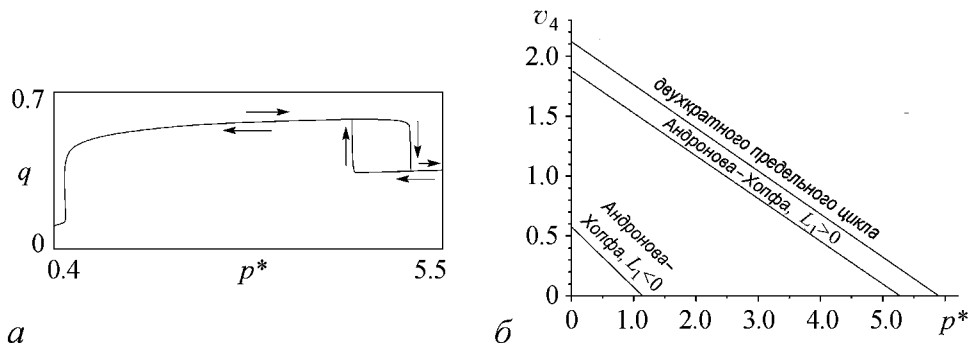 0.7
q
0
0.4
p*
5.5
а
v₄
2.0
1.5
1.0
0.5
0
двухкратного предельного цикла
Андронова–Хопфа, L₁>0
Андронова–
Хопфа, L₁<0
0
1.0
2.0
3.0
4.0
5.0
p*
б